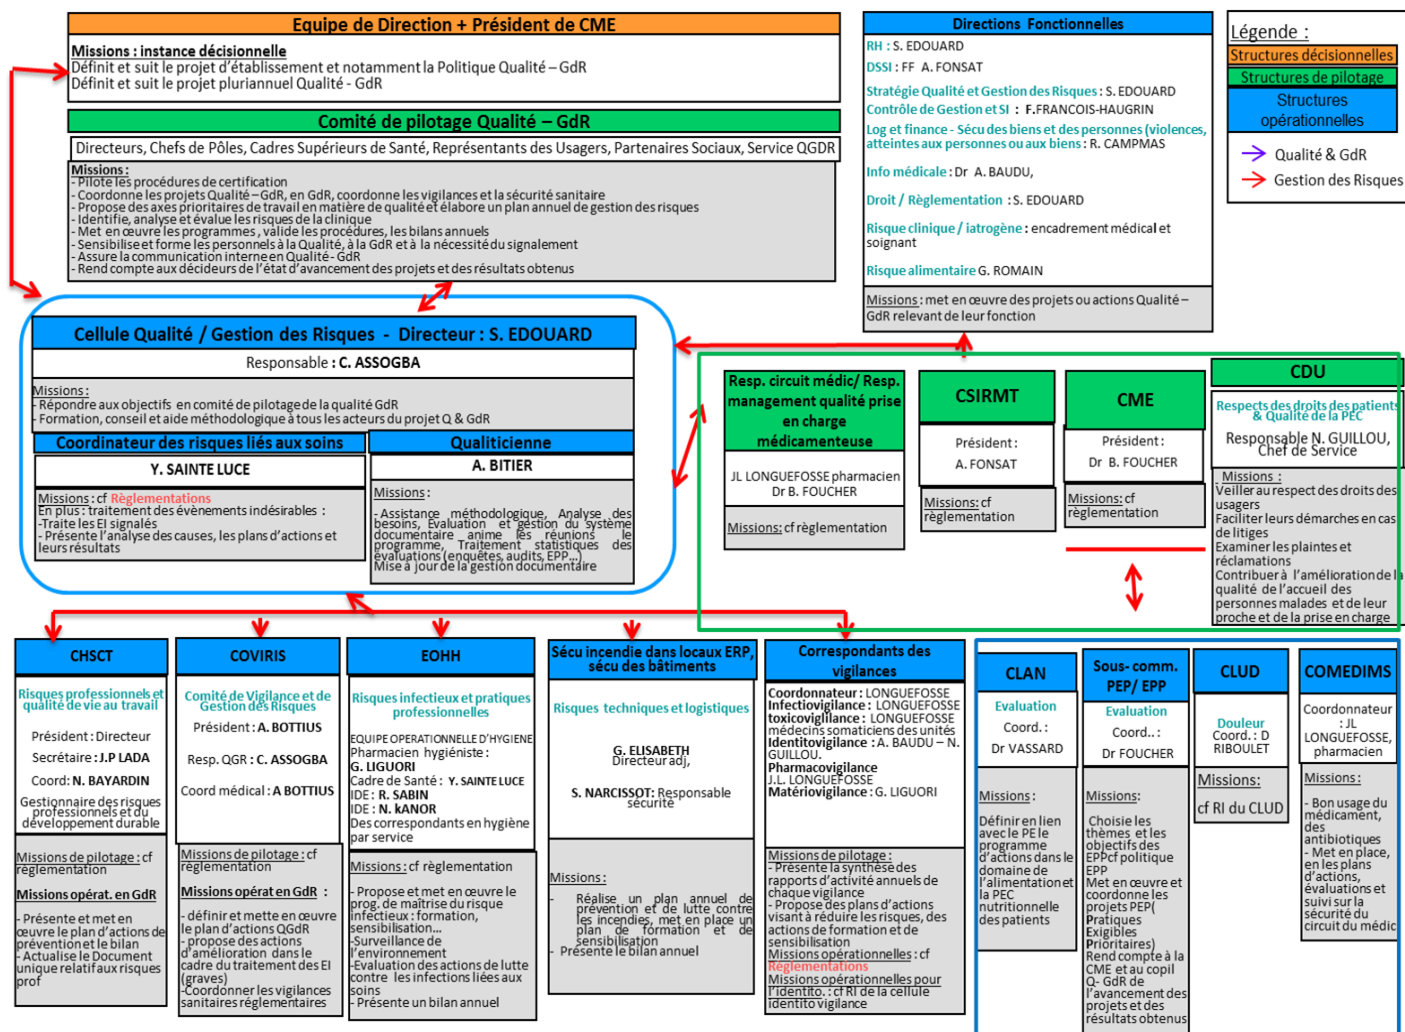 Equipe de Direction + Président de CME
Missions : instance décisionnelle
Définit et suit le projet d'établissement et notamment la Politique Qualité – GdR
Définit et suit le projet pluriannuel Qualité - GdR
Comité de pilotage Qualité – GdR
Directeurs, Chefs de Pôles, Cadres Supérieurs de Santé, Représentants des Usagers, Partenaires Sociaux, Service QGDR
Missions :
- Pilote les procédures de certification
- Coordonne les projets Qualité – GdR, en GdR, coordonne les vigilances et la sécurité sanitaire
- Propose des axes prioritaires de travail en matière de qualité et élabore un plan annuel de gestion des risques
- Identifie, analyse et évalue les risques de la clinique
- Met en œuvre les programmes , valide les procédures, les bilans annuels
- Sensibilise et forme les personnels à la Qualité, à la GdR et à la nécessité du signalement
- Assure la communication interne en Qualité - GdR
- Rend compte aux décideurs de l'état d'avancement des projets et des résultats obtenus
Directions Fonctionnelles
RH : S. EDOUARD
DSSI : FF A. FONSAT
Stratégie Qualité et Gestion des Risques : S. EDOUARD
Contrôle de Gestion et SI : F.FRANCOIS-HAUGRIN
Log et finance - Sécu des biens et des personnes (violences,
atteintes aux personnes ou aux biens) : R. CAMPMAS
Info médicale : Dr A. BAUDU,
Droit / Règlementation : S. EDOUARD
Risque clinique / iatrogène : encadrement médical et
soignant
Risque alimentaire G. ROMAIN
Missions : met en œuvre des projets ou actions Qualité –
GdR relevant de leur fonction
Légende :
Structures décisionnelles
Structures de pilotage
Structures
opérationnelles
Qualité & GdR
Gestion des Risques
Cellule Qualité / Gestion des Risques - Directeur : S. EDOUARD
Responsable : C. ASSOGBA
Missions :
- Répondre aux objectifs en comité de pilotage de la qualité GdR
- Formation, conseil et aide méthodologique à tous les acteurs du projet Q & GdR
Coordinateur des risques liés aux soins
Y. SAINTE LUCE
Missions : cf Règlementations
En plus : traitement des évènements indésirables :
-Traite les EI signalés
- Présente l'analyse des causes, les plans d'actions et
leurs résultats
Qualiticienne
A. BITIER
Missions :
- Assistance méthodologique, Analyse des
besoins, Evaluation et gestion du système
documentaire anime les réunions le
programme, Traitement statistiques des
évaluations (enquêtes, audits, EPP...)
Mise à jour de la gestion documentaire
Resp. circuit médic/ Resp.
management qualité prise
en charge
médicamenteuse
JL LONGUEFOSSE pharmacien
Dr B. FOUCHER
Missions: cf règlementation
CSIRMT
Président :
A. FONSAT
Missions : cf
règlementation
CME
Président :
Dr B. FOUCHER
Missions : cf
règlementation
CDU
Respects des droits des patients
& Qualité de la PEC
Responsable N. GUILLOU,
Chef de Service
Missions :
Veiller au respect des droits des
usagers
Faciliter leurs démarches en cas
de litiges
Examiner les plaintes et
réclamations
Contribuer à l'amélioration de la
qualité de l'accueil des
personnes malades et de leur
proche et de la prise en charge
CHSCT
Risques professionnels et
qualité de vie au travail
Président : Directeur
Secrétaire : J.P LADA
Coord: N. BAYARDIN
Gestionnaire des risques
professionnels et du
développement durable
Missions de pilotage : cf
règlementation
Missions opérat. en GdR
- Présente et met en
œuvre le plan d'actions de
prévention et le bilan
- Actualise le Document
unique relatif aux risques
prof
COVIRIS
Comité de Vigilance et de
Gestion des Risques
Président : A. BOTTIUS
Resp. QGR : C. ASSOGBA
Coord médical : A BOTTIUS
Missions de pilotage : cf
règlementation
Missions opérat en GdR :
- définir et mette en œuvre
le plan d'actions QGdR
- propose des actions
d'amélioration dans le
cadre du traitement des EI
(graves)
-Coordonner les vigilances
sanitaires réglementaires
EOHH
Risques infectieux et pratiques
professionnelles
EQUIPE OPERATIONNELLE D'HYGIENE
Pharmacien hygiéniste :
G. LIGUORI
Cadre de Santé : Y. SAINTE LUCE
IDE : R. SABIN
IDE : N. kANOR
Des correspondants en hygiène
par service
Missions : cf règlementation
- Propose et met en œuvre le
prog. de maîtrise du risque
infectieux : formation,
sensibilisation...
-Surveillance de
l'environnement
-Evaluation des actions de lutte
contre les infections liées aux
soins
- Présente un bilan annuel
Sécu incendie dans locaux ERP,
sécu des bâtiments
Risques techniques et logistiques
G. ELISABETH
Directeur adj,
S. NARCISSOT: Responsable
sécurité
Missions :
- Réalise un plan annuel de
prévention et de lutte contre
les incendies, met en place un
plan de formation et de
sensibilisation
- Présente le bilan annuel
Correspondants des
vigilances
Coordonnateur : LONGUEFOSSE
Infectiovigilance : LONGUEFOSSE
toxicovigilance : LONGUEFOSSE
médecins somaticiens des unités
Identitovigilance : A. BAUDU – N.
GUILLOU.
Pharmacovigilance
J.L. LONGUEFOSSE
Matériovigilance : G. LIGUORI
Missions de pilotage :
- Présente la synthèse des
rapports d'activité annuels de
chaque vigilance
- Propose des plans d'actions
visant à réduire les risques, des
actions de formation et de
sensibilisation
Missions opérationnelles : cf
Règlementations
Missions opérationnelles pour
l'identito. : cf RI de la cellule
identito vigilance
CLAN
Evaluation
Coord. :
Dr VASSARD
Missions :
Définir en lien
avec le PE le
programme
d'actions dans le
domaine de
l'alimentation et
la PEC
nutritionnelle
des patients
Sous- comm.
PEP/ EPP
Evaluation
Coord.. :
Dr FOUCHER
Missions:
Choisie les
thèmes et les
objectifs des
EPPcf politique
EPP
Met en œuvre et
coordonne les
projets PEP(
Pratiques
Exigibles
Prioritaires)
Rend compte à la
CME et au copil
Q- GdR de
l'avancement des
projets et des
résultats obtenus
CLUD
Douleur
Coord. : D
RIBOULET
Missions:
cf RI du CLUD
COMEDIMS
Coordonnateur
: JL
LONGUEFOSSE,
pharmacien
Missions :
- Bon usage du
médicament,
des
antibiotiques
- Met en place,
en les plans
d'actions,
évaluations et
suivi sur la
sécurité du
circuit du médic